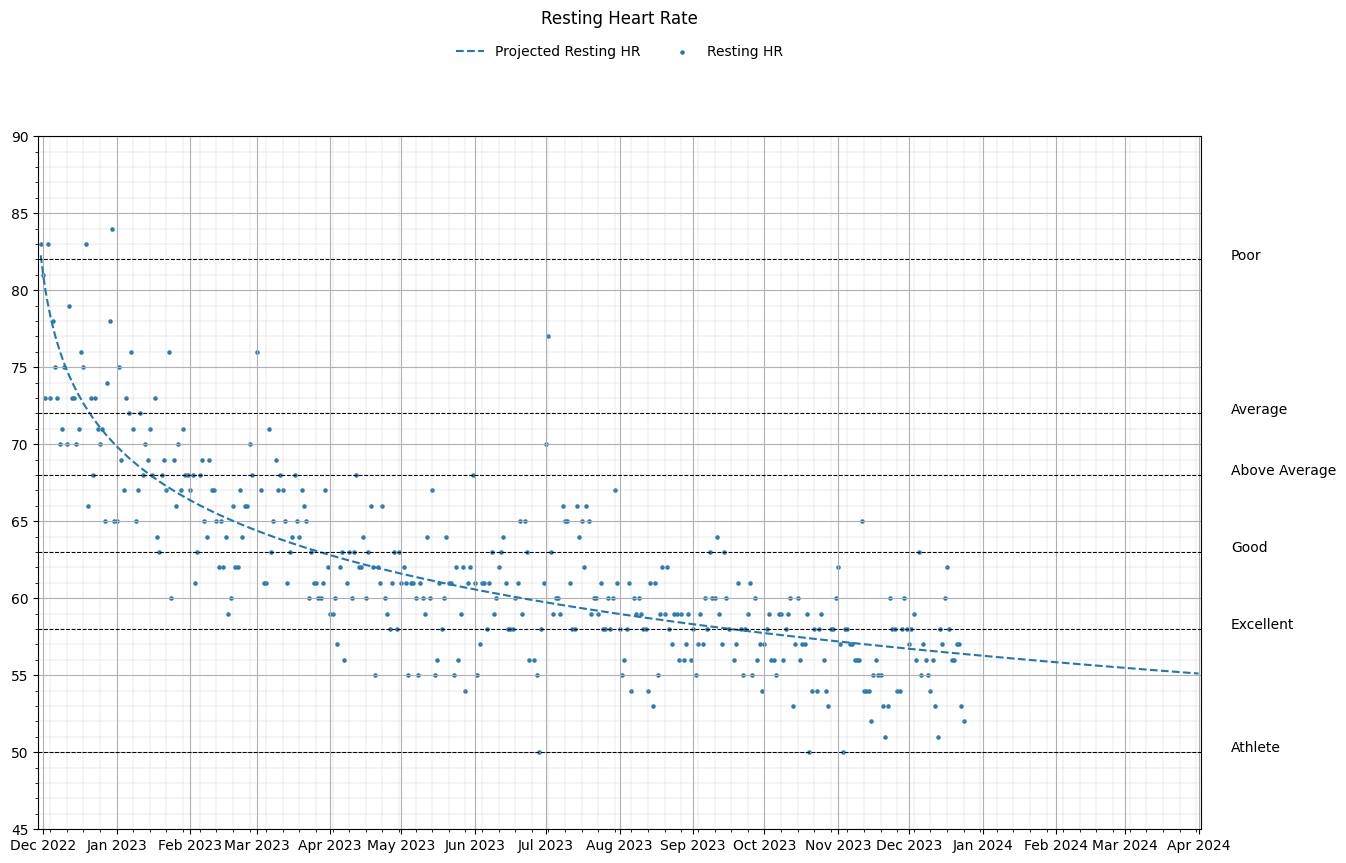 Resting Heart Rate
Projected Resting HR Resting HR
90
85
Poor
80
75
Average
70
Above Average
65
Good
60
Excellent
55
50
Athlete
45
Dec 2022 Jan 2023 Feb 2023 Mar 2023 Apr 2023 May 2023 Jun 2023 Jul 2023 Aug 2023 Sep 2023 Oct 2023 Nov 2023 Dec 2023 Jan 2024 Feb 2024 Mar 2024 Apr 2024